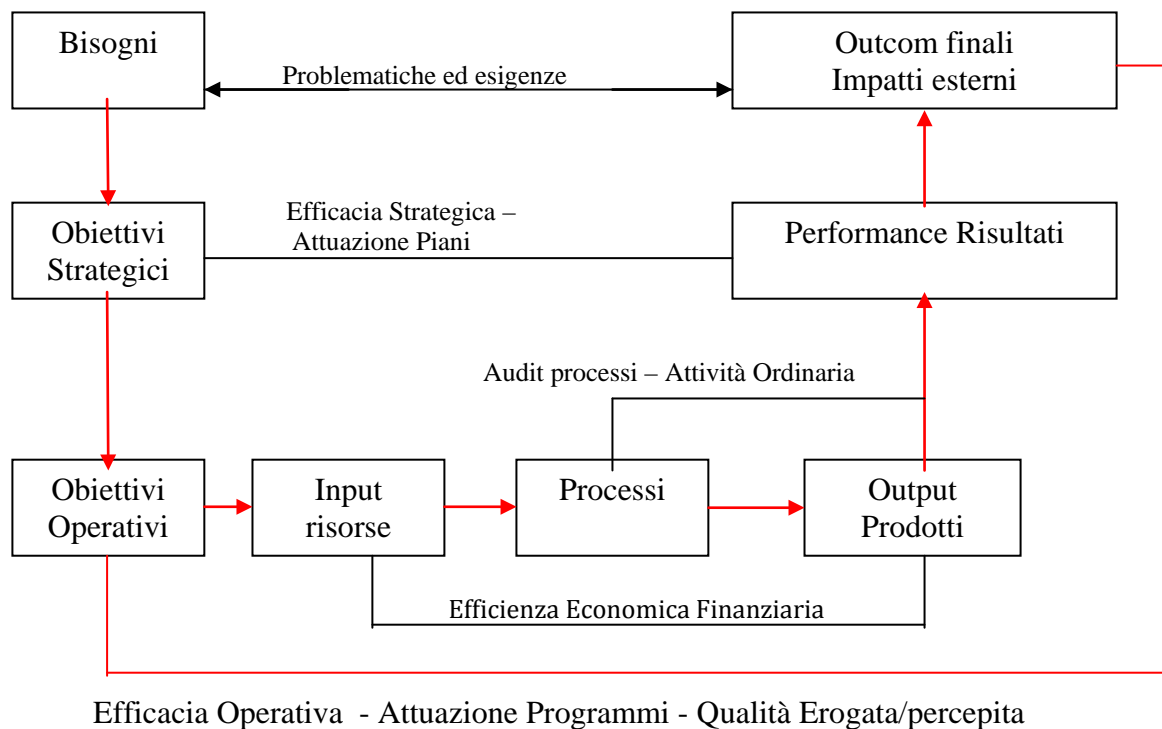 Bisogni
Outcom finali
Impatti esterni
Problematiche ed esigenze
Obiettivi
Strategici
Efficacia Strategica –
Attuazione Piani
Performance Risultati
Audit processi – Attività Ordinaria
Obiettivi
Operativi
Input
risorse
Processi
Output
Prodotti
Efficienza Economica Finanziaria
Efficacia Operativa - Attuazione Programmi - Qualità Erogata/percepita